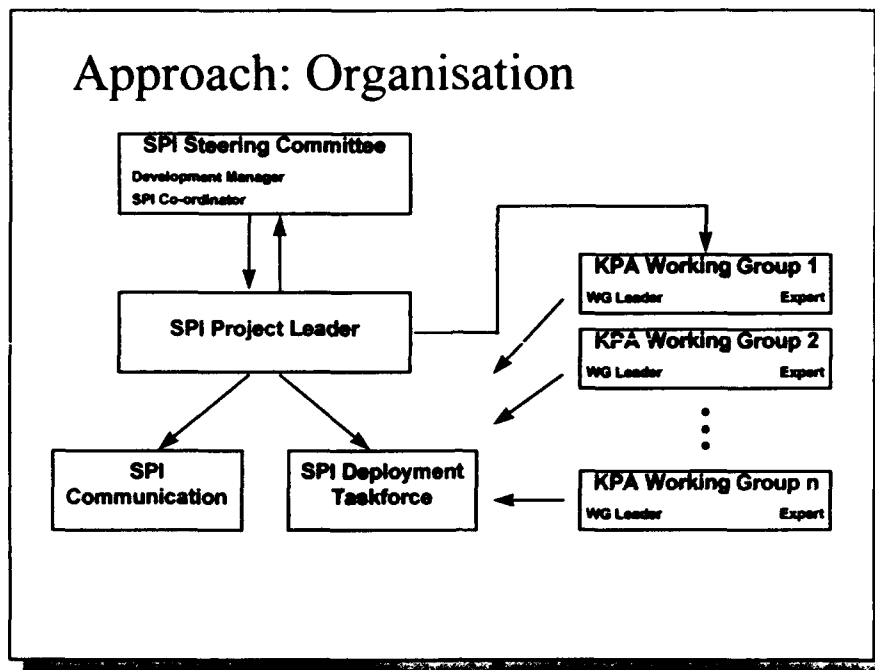 Approach: Organisation
SPI Steering Committee
Development Manager
SPI Co-ordinator
SPI Project Leader
SPI
Communication
SPI Deployment
Taskforce
KPA Working Group 1
WG Leader Expert
KPA Working Group 2
WG Leader Expert
KPA Working Group n
WG Leader Expert